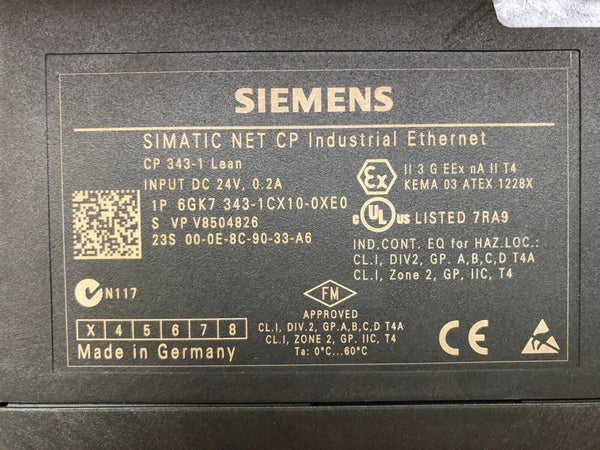 SIEMENS
SIMATIC NET CP Industrial Ethernet
CP 343-1 Lean
INPUT DC 24V, 0.2A
1P 6GK7 343-1CX10-0XE0
S VP V8504826
23S 00-0E-8C-90-33-A6
Ex
II 3 G EEx nA II T4
KEMA 03 ATEX 1228X
c UL US LISTED 7RA9
IND.CONT. EQ for HAZ.LOC.:
CL.I, DIV2, GP. A,B,C,D T4A
CL.I, Zone 2, GP. IIC, T4
N117
FM
APPROVED
CL.I, DIV.2, GP.A,B,C,D T4A
CL.I, ZONE 2, GP. IIC, T4
Ta: 0°C...60°C
X 4 5 6 7 8
Made in Germany
CE